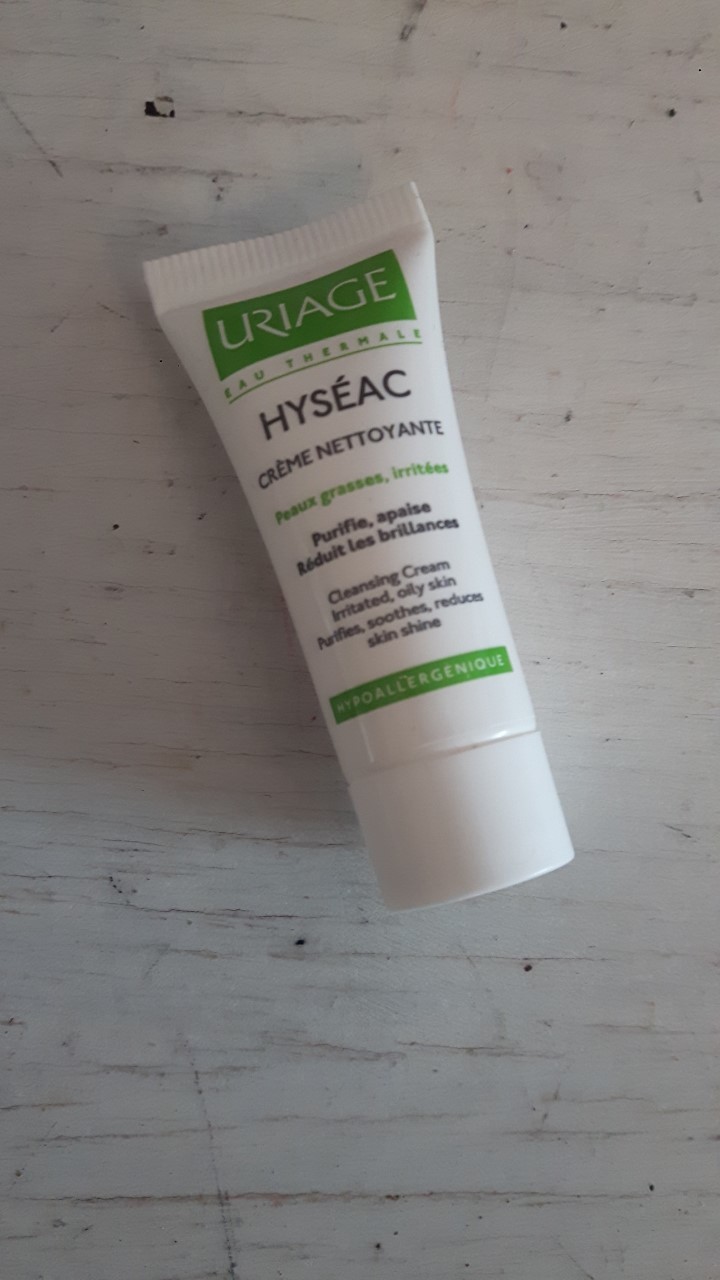 URIAGE
EAU THERMALE
HYSÉAC
CRÈME NETTOYANTE
Peaux grasses, irritées
Purifie, apaise
Réduit les brillances
Cleansing Cream
Irritated, oily skin
Purifies, soothes, reduces
skin shine
HYPOALLERGÉNIQUE